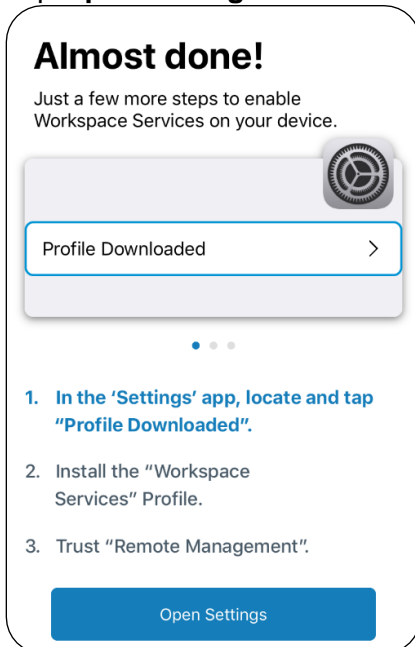 Almost done!
Just a few more steps to enable
Workspace Services on your device.
Profile Downloaded
1. In the ‘Settings’ app, locate and tap
“Profile Downloaded”.
2. Install the “Workspace
Services” Profile.
3. Trust “Remote Management”.
Open Settings